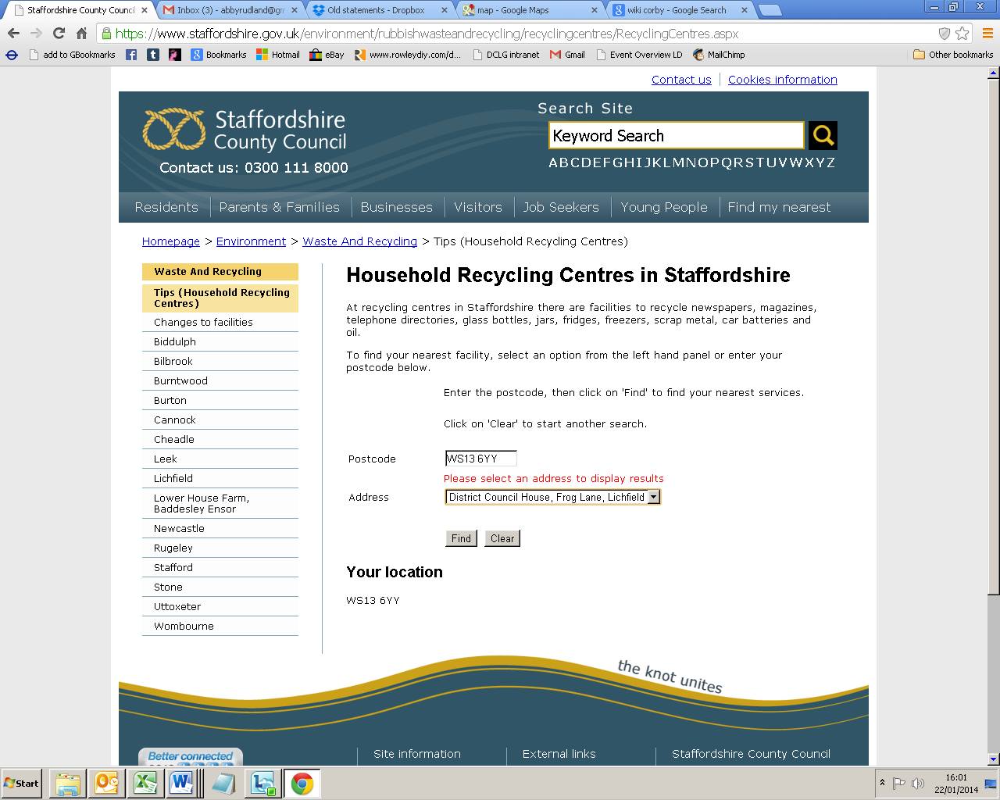 Staffordshire County Counci
Inbox (3) - abbyrudland@gm
Old statements - Dropbox
map - Google Maps
wiki corby - Google Search
https://www.staffordshire.gov.uk/environment/rubbishwasteandrecycling/recyclingcentres/RecyclingCentres.aspx
add to GBookmarks
Bookmarks
Hotmail
eBay
www.rowleydiy.com/d...
DCLG intranet
Gmail
Event Overview LD
MailChimp
Other bookmarks
Contact us
Cookies information
Staffordshire
County Council
Contact us: 0300 111 8000
Search Site
Keyword Search
A B C D E F G H I J K L M N O P Q R S T U V W X Y Z
Residents
Parents & Families
Businesses
Visitors
Job Seekers
Young People
Find my nearest
Homepage > Environment > Waste And Recycling > Tips (Household Recycling Centres)
Waste And Recycling
Tips (Household Recycling
Centres)
Changes to facilities
Biddulph
Bilbrook
Burntwood
Burton
Cannock
Cheadle
Leek
Lichfield
Lower House Farm,
Baddesley Ensor
Newcastle
Rugeley
Stafford
Stone
Uttoxeter
Wombourne
Household Recycling Centres in Staffordshire
At recycling centres in Staffordshire there are facilities to recycle newspapers, magazines,
telephone directories, glass bottles, jars, fridges, freezers, scrap metal, car batteries and
oil.
To find your nearest facility, select an option from the left hand panel or enter your
postcode below.
Enter the postcode, then click on 'Find' to find your nearest services.
Click on 'Clear' to start another search.
Postcode
WS13 6YY
Please select an address to display results
Address
District Council House, Frog Lane, Lichfield
Find
Clear
Your location
WS13 6YY
the knot unites
Better connected
Site information
External links
Staffordshire County Council
Start
16:01
22/01/2014